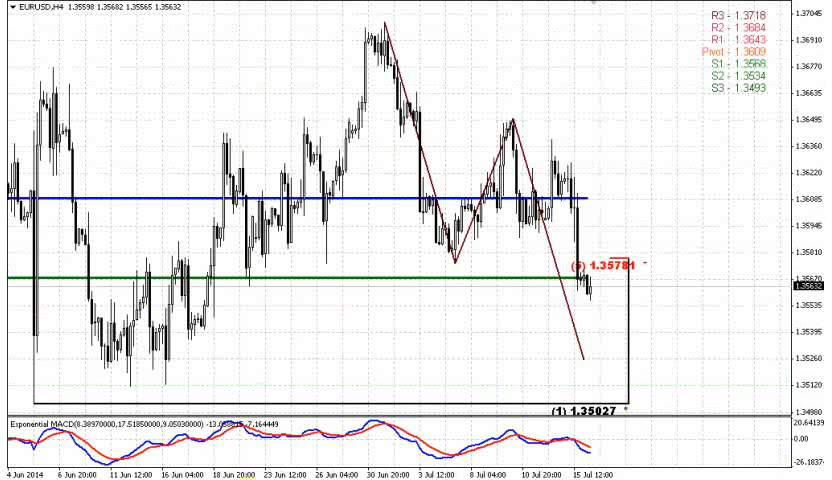 EURUSD,H4 1.35598 1.35682 1.35565 1.35632
R3 - 1.3718
R2 - 1.3684
R1 - 1.3643
Pivot - 1.3609
S1 - 1.3568
S2 - 1.3534
S3 - 1.3493
1.37045
1.36910
1.36770
1.36635
1.36495
1.36360
1.36220
1.36085
1.35945
1.35810
1.35670
1.35632
1.35535
1.35395
1.35260
1.35120
1.34980
(5) 1.35781
(1) 1.35027
Exponential MACD(8.38970000,17.51850000,9.05030000)
20.64139
0.00
4 Jun 2014 6 Jun 20:00 11 Jun 12:00 16 Jun 04:00 18 Jun 20:00 23 Jun 12:00 26 Jun 04:00 30 Jun 20:00 3 Jul 12:00 8 Jul 04:00 10 Jul 20:00 15 Jul 12:00